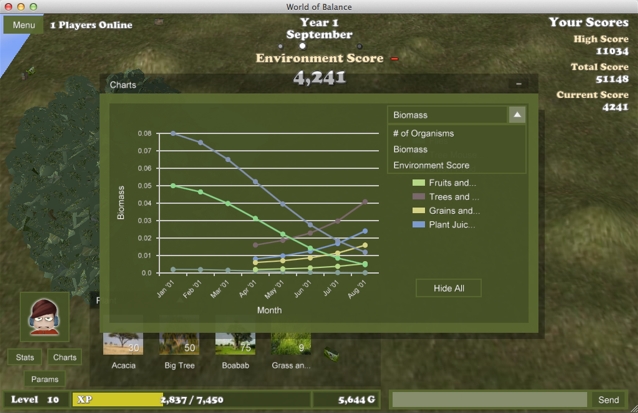 World of Balance
Menu
1 Players Online
Year 1
September
Environment Score
4,241
Your Scores
High Score
11034
Total Score
51148
Current Score
4241
Charts
Biomass
# of Organisms
Biomass
Environment Score
Fruits and...
Trees and ...
Grains and...
Plant Juic...
Hide All
Biomass
0.08
0.07
0.06
0.05
0.04
0.03
0.02
0.01
0.0
Jan '01
Feb '01
Mar '01
Apr '01
May '01
Jun '01
Jul '01
Aug '01
Month
30
50
75
9
Acacia
Big Tree
Boabab
Grass an...
Stats
Charts
Params
Level 10
XP
2,837 / 7,450
5,644 G
Send